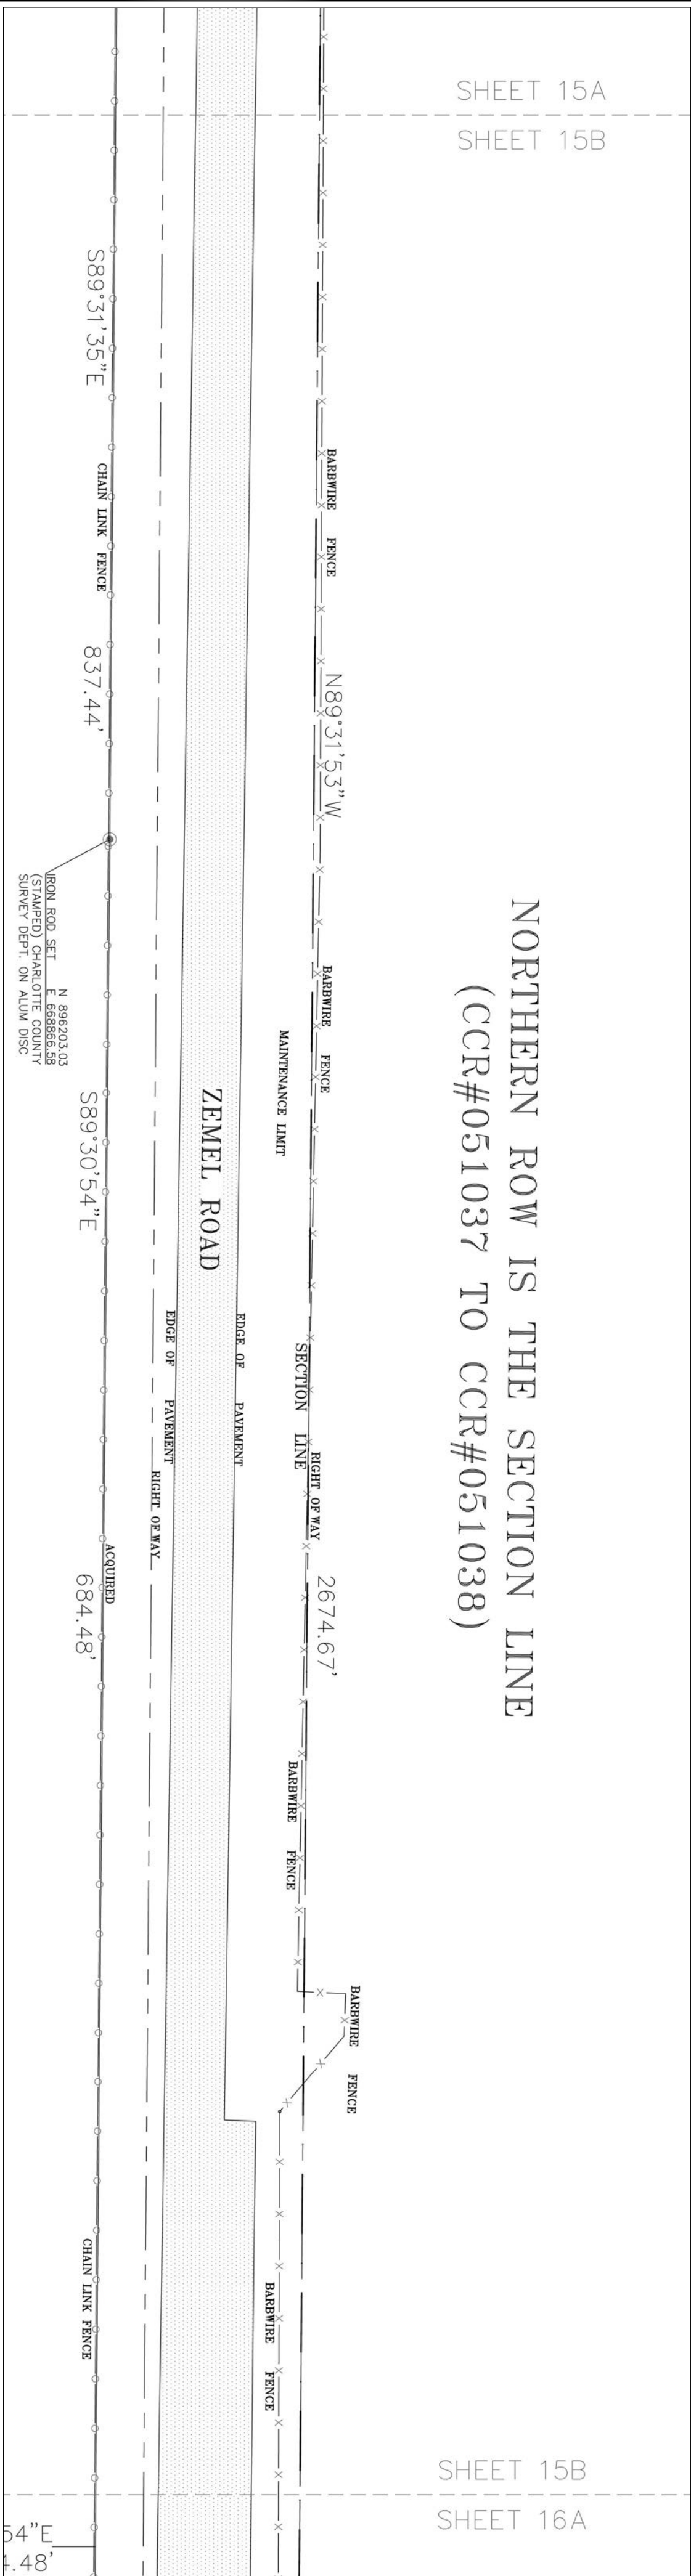 SHEET 15A
SHEET 15B
S89°31'35"E
CHAIN LINK FENCE
837.44'
BARBWIRE FENCE
N89°31'53"W
NORTHERN ROW IS THE SECTION LINE
(CCR#051037 TO CCR#051038)
N 896203.03
IRON ROD SET E 668866.58
(STAMPED) CHARLOTTE COUNTY
SURVEY DEPT. ON ALUM DISC
BARBWIRE FENCE
MAINTENANCE LIMIT
ZEMEL ROAD
S89°30'54"E
EDGE OF PAVEMENT
EDGE OF PAVEMENT
SECTION LINE
RIGHT OF WAY
RIGHT OF WAY
ACQUIRED
684.48'
2674.67'
BARBWIRE FENCE
BARBWIRE FENCE
CHAIN LINK FENCE
BARBWIRE FENCE
SHEET 15B
SHEET 16A
54"E
4.48'